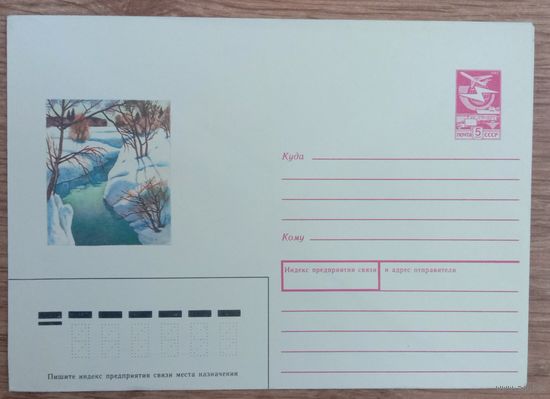 ПОЧТА 5 СССР
Куда
Кому
Индекс предприятия связи и адрес отправителя
Пишите индекс предприятия связи места назначения